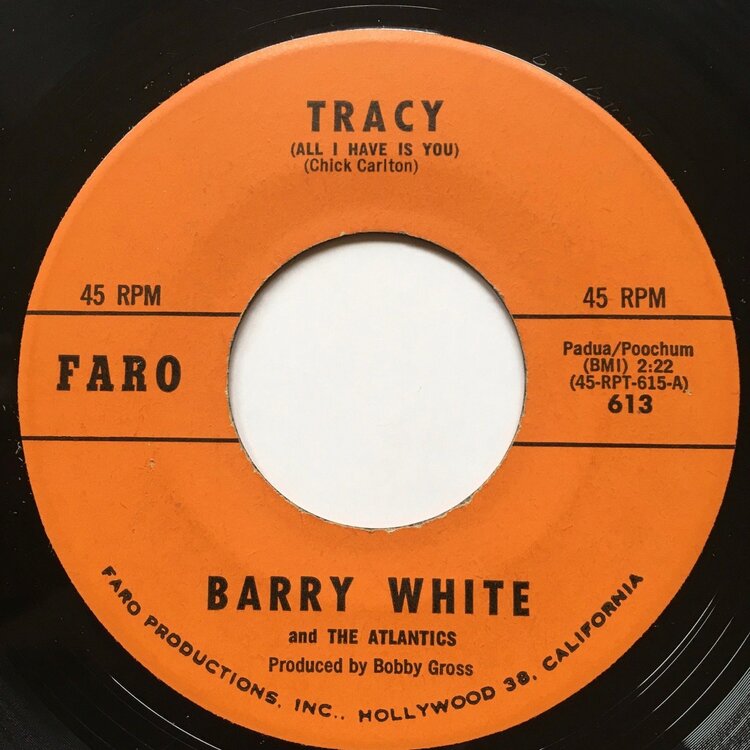 TRACY
(ALL I HAVE IS YOU)
(Chick Carlton)
45 RPM
45 RPM
FARO
Padua/Poochum
(BMI) 2:22
(45-RPT-615-A)
613
BARRY WHITE
and THE ATLANTICS
Produced by Bobby Gross
FARO PRODUCTIONS, INC., HOLLYWOOD 38, CALIFORNIA